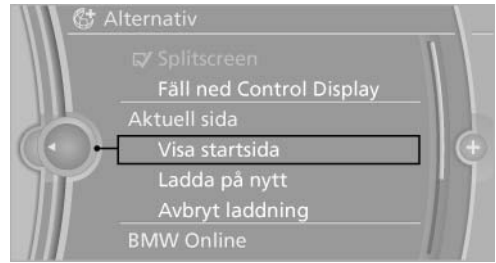 Alternativ
Splitscreen
Fäll ned Control Display
Aktuell sida
Visa startsida
Ladda på nytt
Avbryt laddning
BMW Online